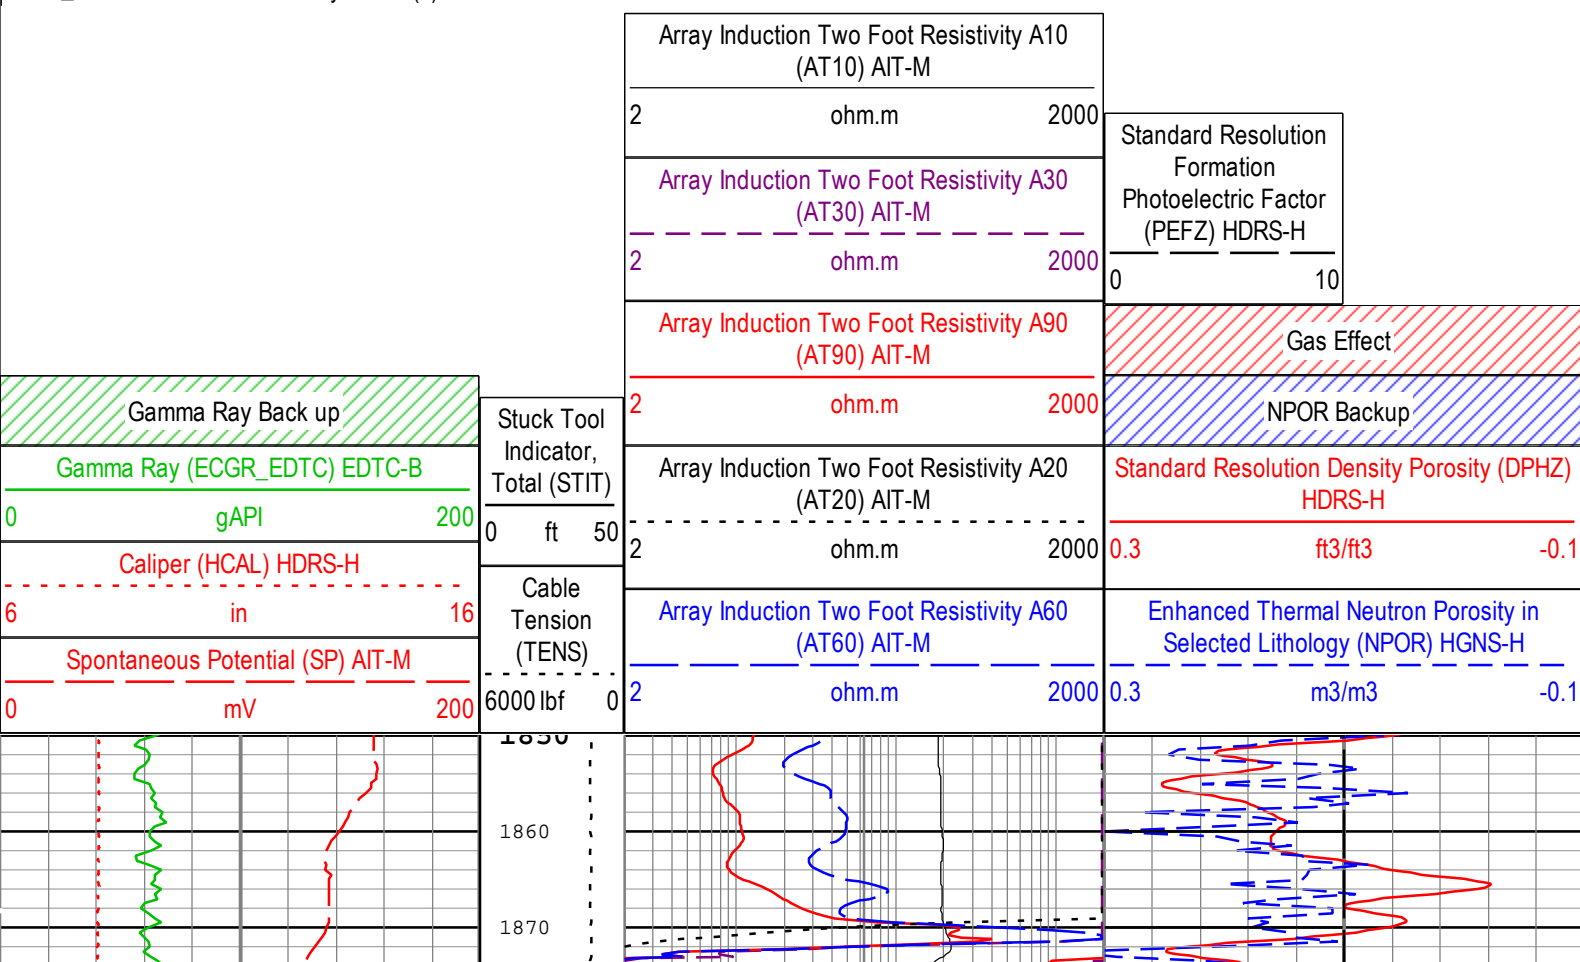 Array Induction Two Foot Resistivity A10
(AT10) AIT-M
2 ohm.m 2000
Array Induction Two Foot Resistivity A30
(AT30) AIT-M
2 ohm.m 2000
Array Induction Two Foot Resistivity A90
(AT90) AIT-M
2 ohm.m 2000
Array Induction Two Foot Resistivity A20
(AT20) AIT-M
2 ohm.m 2000
Array Induction Two Foot Resistivity A60
(AT60) AIT-M
2 ohm.m 2000
Standard Resolution
Formation
Photoelectric Factor
(PEFZ) HDRS-H
0 10
Gas Effect
NPOR Backup
Standard Resolution Density Porosity (DPHZ)
HDRS-H
0.3 ft3/ft3 -0.1
Enhanced Thermal Neutron Porosity in
Selected Lithology (NPOR) HGNS-H
0.3 m3/m3 -0.1
Gamma Ray Back up
Gamma Ray (ECGR_EDTC) EDTC-B
0 gAPI 200
Caliper (HCAL) HDRS-H
6 in 16
Spontaneous Potential (SP) AIT-M
0 mV 200
Stuck Tool
Indicator,
Total (STIT)
0 ft 50
Cable
Tension
(TENS)
6000 lbf 0
1850
1860
1870